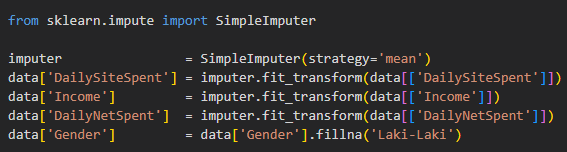 from sklearn.impute import SimpleImputer
imputer = SimpleImputer(strategy='mean')
data['DailySiteSpent'] = imputer.fit_transform(data[['DailySiteSpent']])
data['Income'] = imputer.fit_transform(data[['Income']])
data['DailyNetSpent'] = imputer.fit_transform(data[['DailyNetSpent']])
data['Gender'] = data['Gender'].fillna('Laki-Laki')